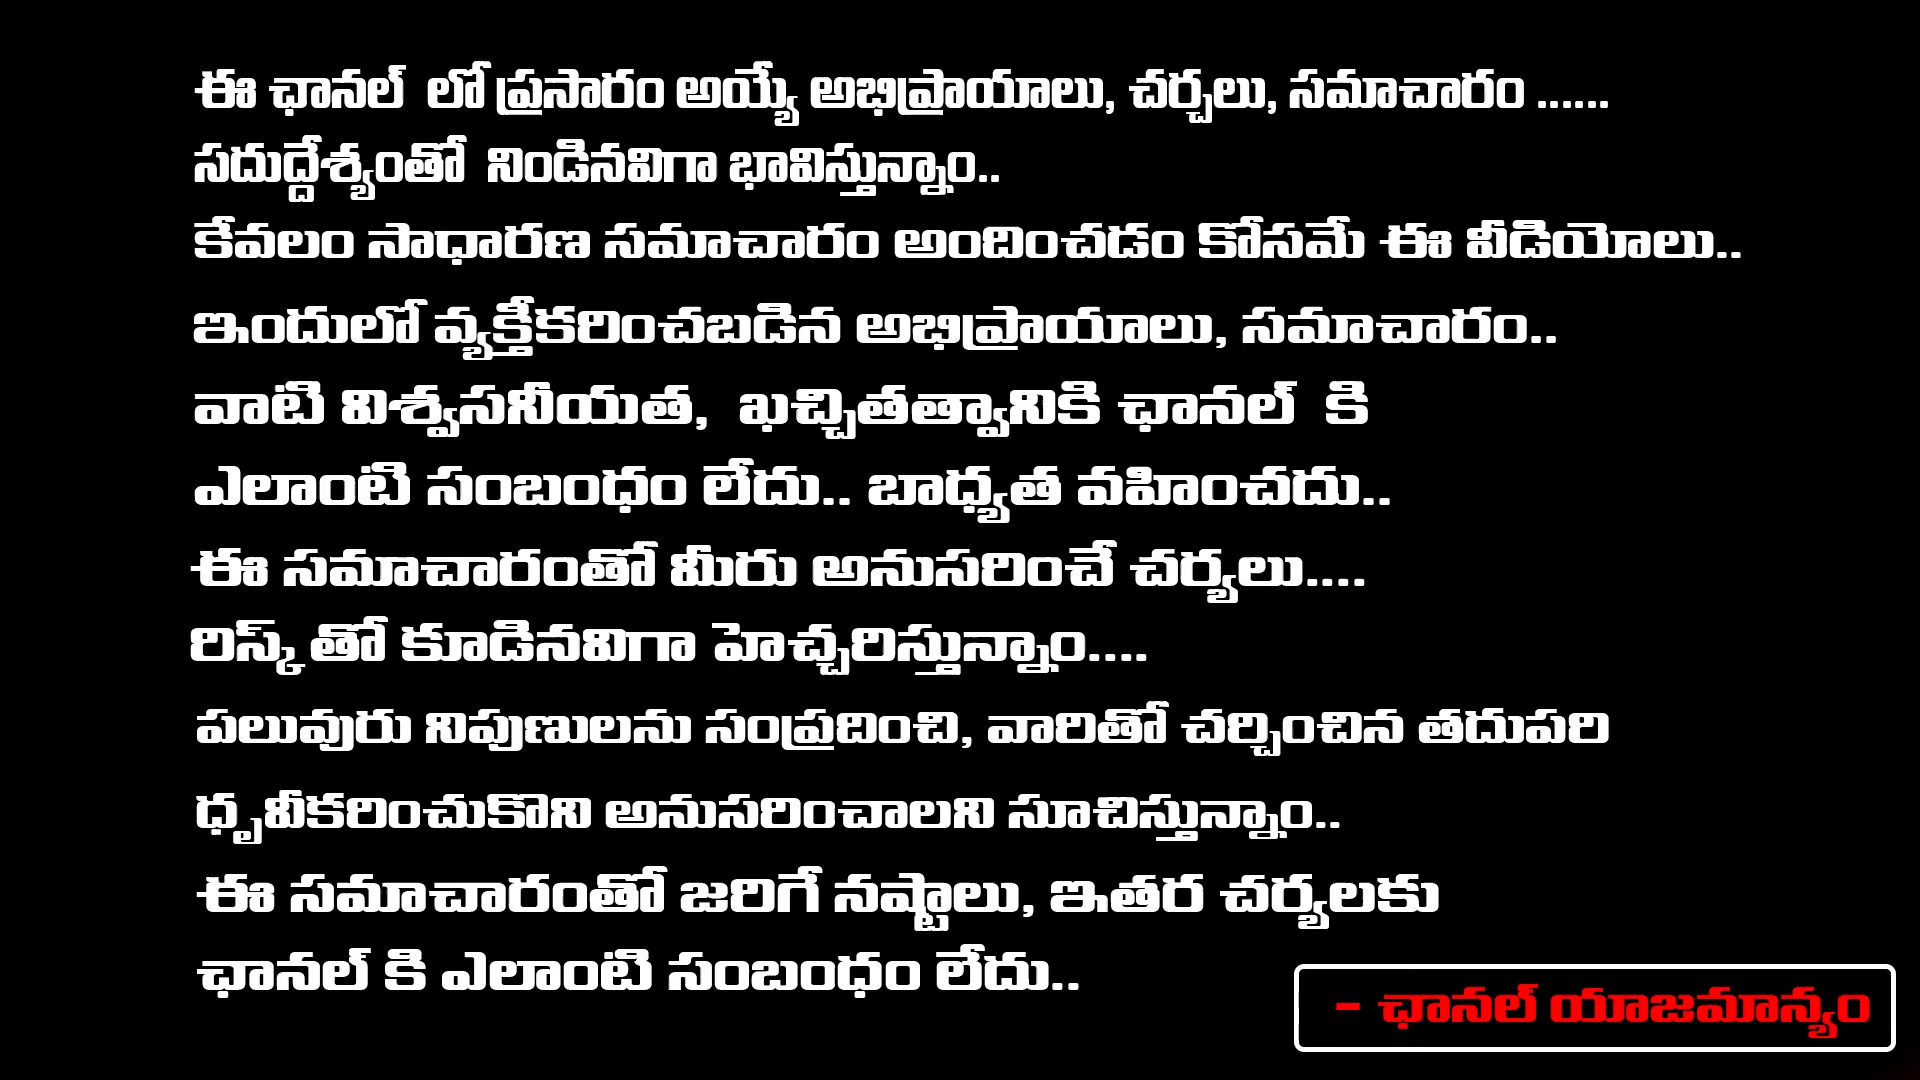 ఈ ఛానల్ లో ప్రసారం అయ్యే అభిప్రాయాలు, చర్చలు, సమాచారం ......
సదుద్దేశ్యంతో నిండినవిగా భావిస్తున్నాం..
కేవలం సాధారణ సమాచారం అందించడం కోసమే ఈ వీడియోలు..
ఇందులో వ్యక్తీకరించబడిన అభిప్రాయాలు, సమాచారం..
వాటి విశ్వసనీయత, ఖచ్చితత్వానికి ఛానల్ కి
ఎలాంటి సంబంధం లేదు.. బాధ్యత వహించదు..
ఈ సమాచారంతో మీరు అనుసరించే చర్యలు....
రిస్క్ తో కూడినవిగా హెచ్చరిస్తున్నాం....
పలువురు నిపుణులను సంప్రదించి, వారితో చర్చించిన తదుపరి
ధృవీకరించుకొని అనుసరించాలని సూచిస్తున్నాం..
ఈ సమాచారంతో జరిగే నష్టాలు, ఇతర చర్యలకు
ఛానల్ కి ఎలాంటి సంబంధం లేదు..
- ఛానల్ యాజమాన్యం